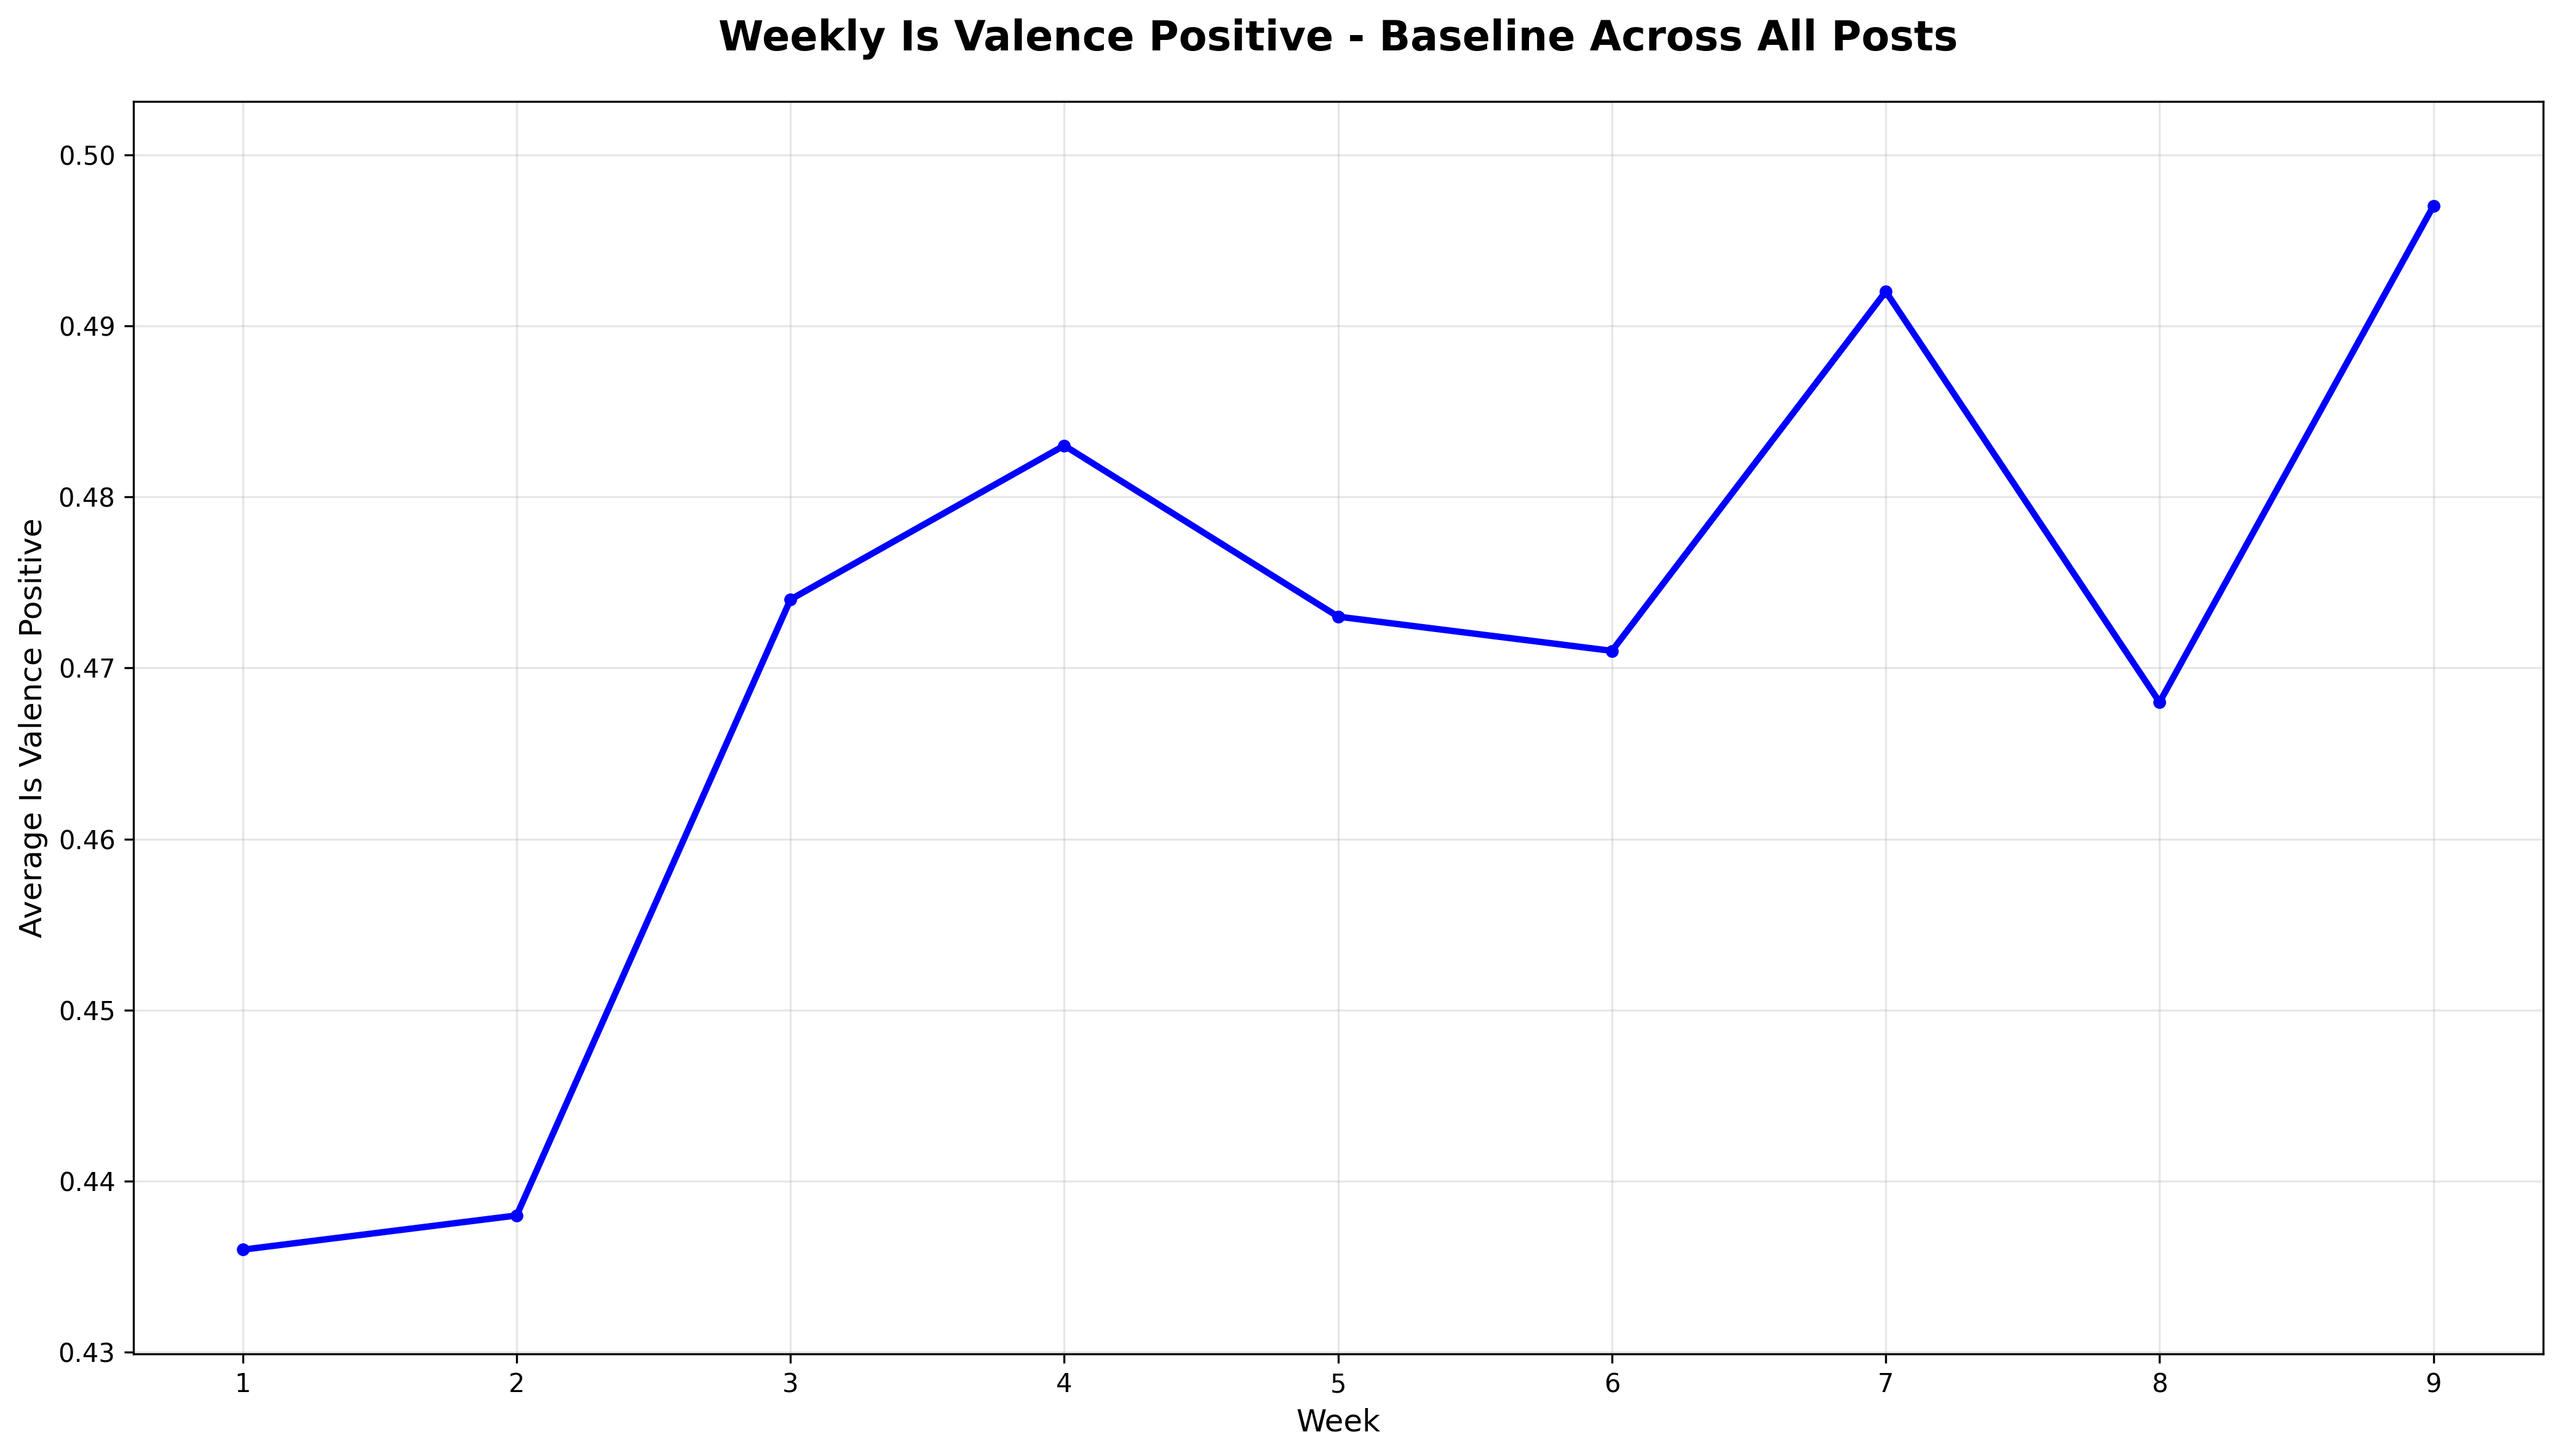 Weekly Is Valence Positive - Baseline Across All Posts
Average Is Valence Positive
0.50
0.49
0.48
0.47
0.46
0.45
0.44
0.43
1 2 3 4 5 6 7 8 9
Week